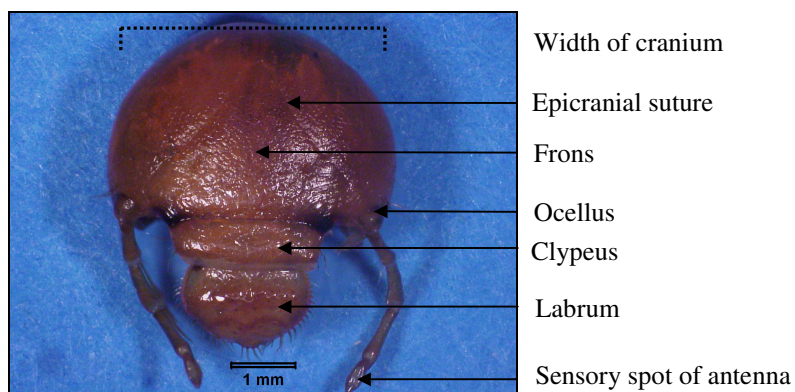 Width of cranium
Epicranial suture
Frons
Ocellus
Clypeus
Labrum
1 mm
Sensory spot of antenna